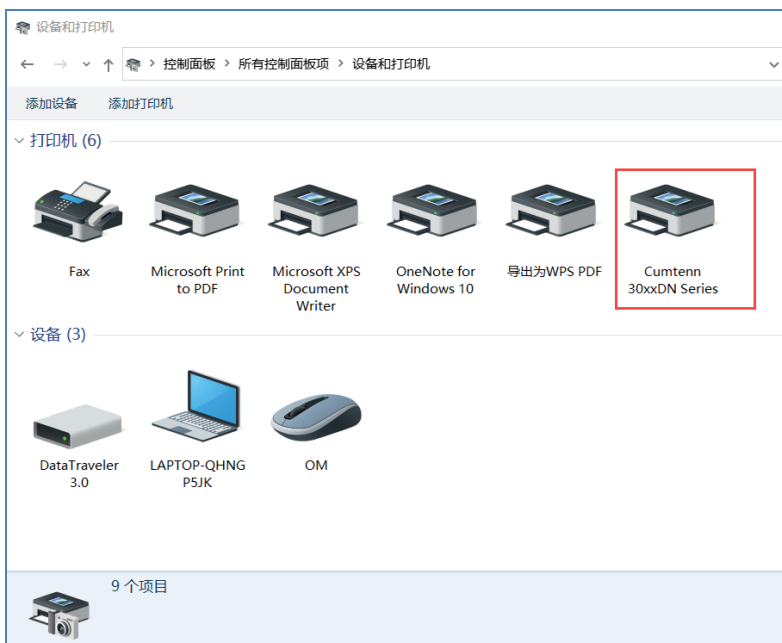 设备和打印机
控制面板 › 所有控制面板项 › 设备和打印机
添加设备 添加打印机
打印机 (6)
Fax
Microsoft Print
to PDF
Microsoft XPS
Document
Writer
OneNote for
Windows 10
导出为WPS PDF
Cumtenn
30xxDN Series
设备 (3)
DataTraveler
3.0
LAPTOP-QHNG
P5JK
OM
9 个项目